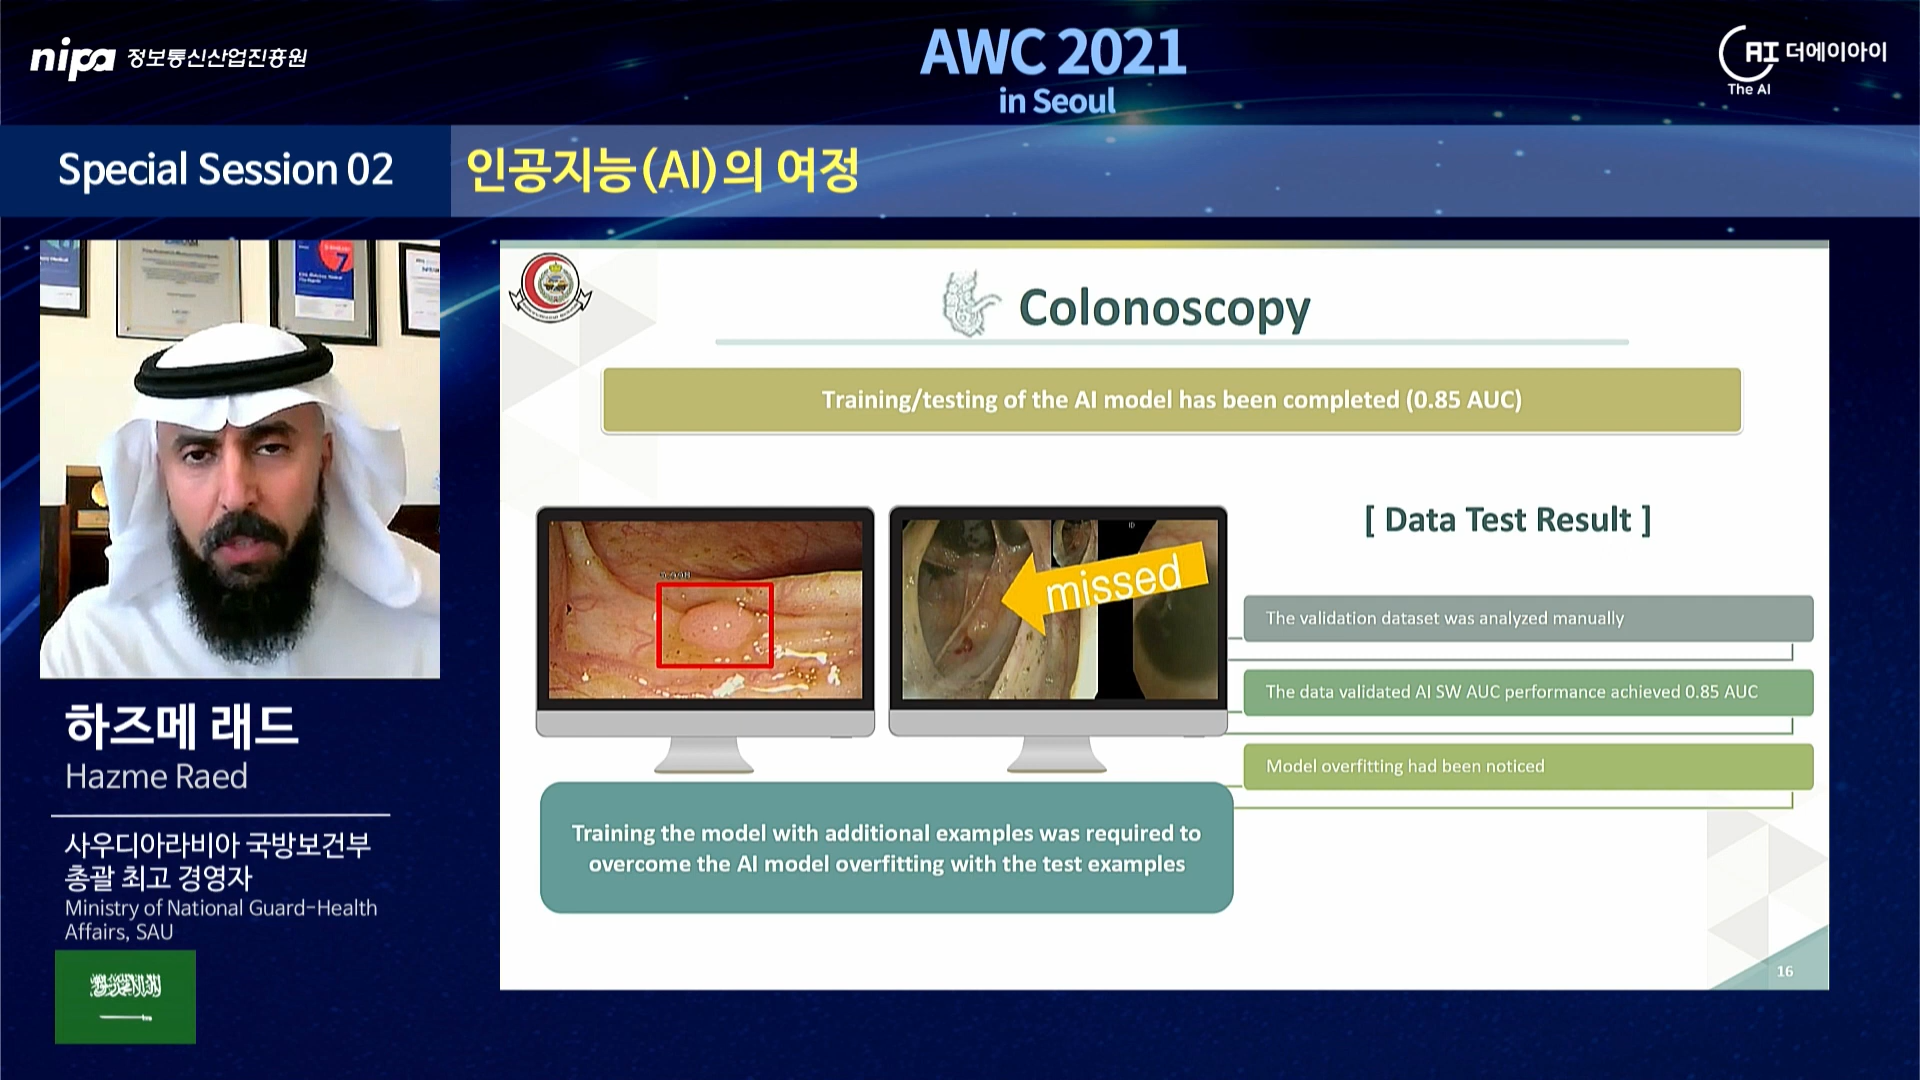 nipa 정보통신산업진흥원
AWC 2021
in Seoul
AI 더에이아이
The AI
Special Session 02
인공지능(AI)의 여정
Colonoscopy
Training/testing of the AI model has been completed (0.85 AUC)
missed
[ Data Test Result ]
The validation dataset was analyzed manually
The data validated AI SW AUC performance achieved 0.85 AUC
Model overfitting had been noticed
Training the model with additional examples was required to
overcome the AI model overfitting with the test examples
16
하즈메 래드
Hazme Raed
사우디아라비아 국방보건부
총괄 최고 경영자
Ministry of National Guard-Health
Affairs, SAU